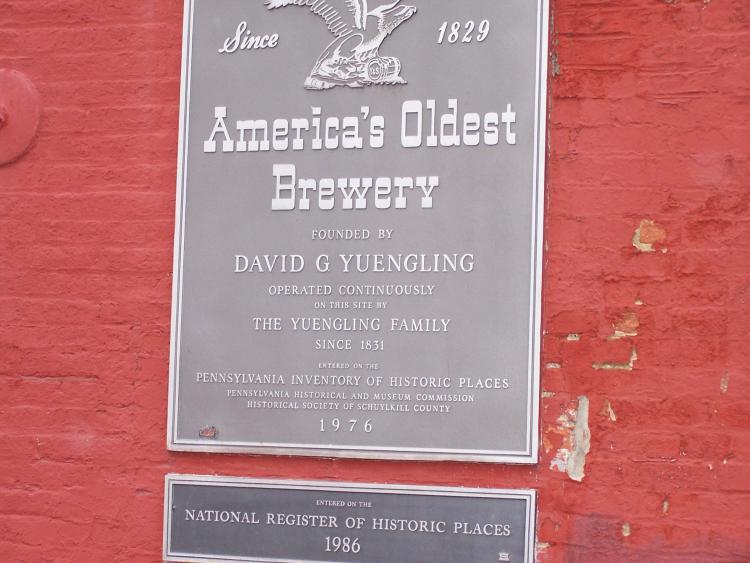 Since 1829
America's Oldest
Brewery
FOUNDED BY
DAVID G YUENGLING
OPERATED CONTINUOUSLY
ON THIS SITE BY
THE YUENGLING FAMILY
SINCE 1831
ENTERED ON THE
PENNSYLVANIA INVENTORY OF HISTORIC PLACES
PENNSYLVANIA HISTORICAL AND MUSEUM COMMISSION
HISTORICAL SOCIETY OF SCHUYLKILL COUNTY
1976
ENTERED ON THE
NATIONAL REGISTER OF HISTORIC PLACES
1986